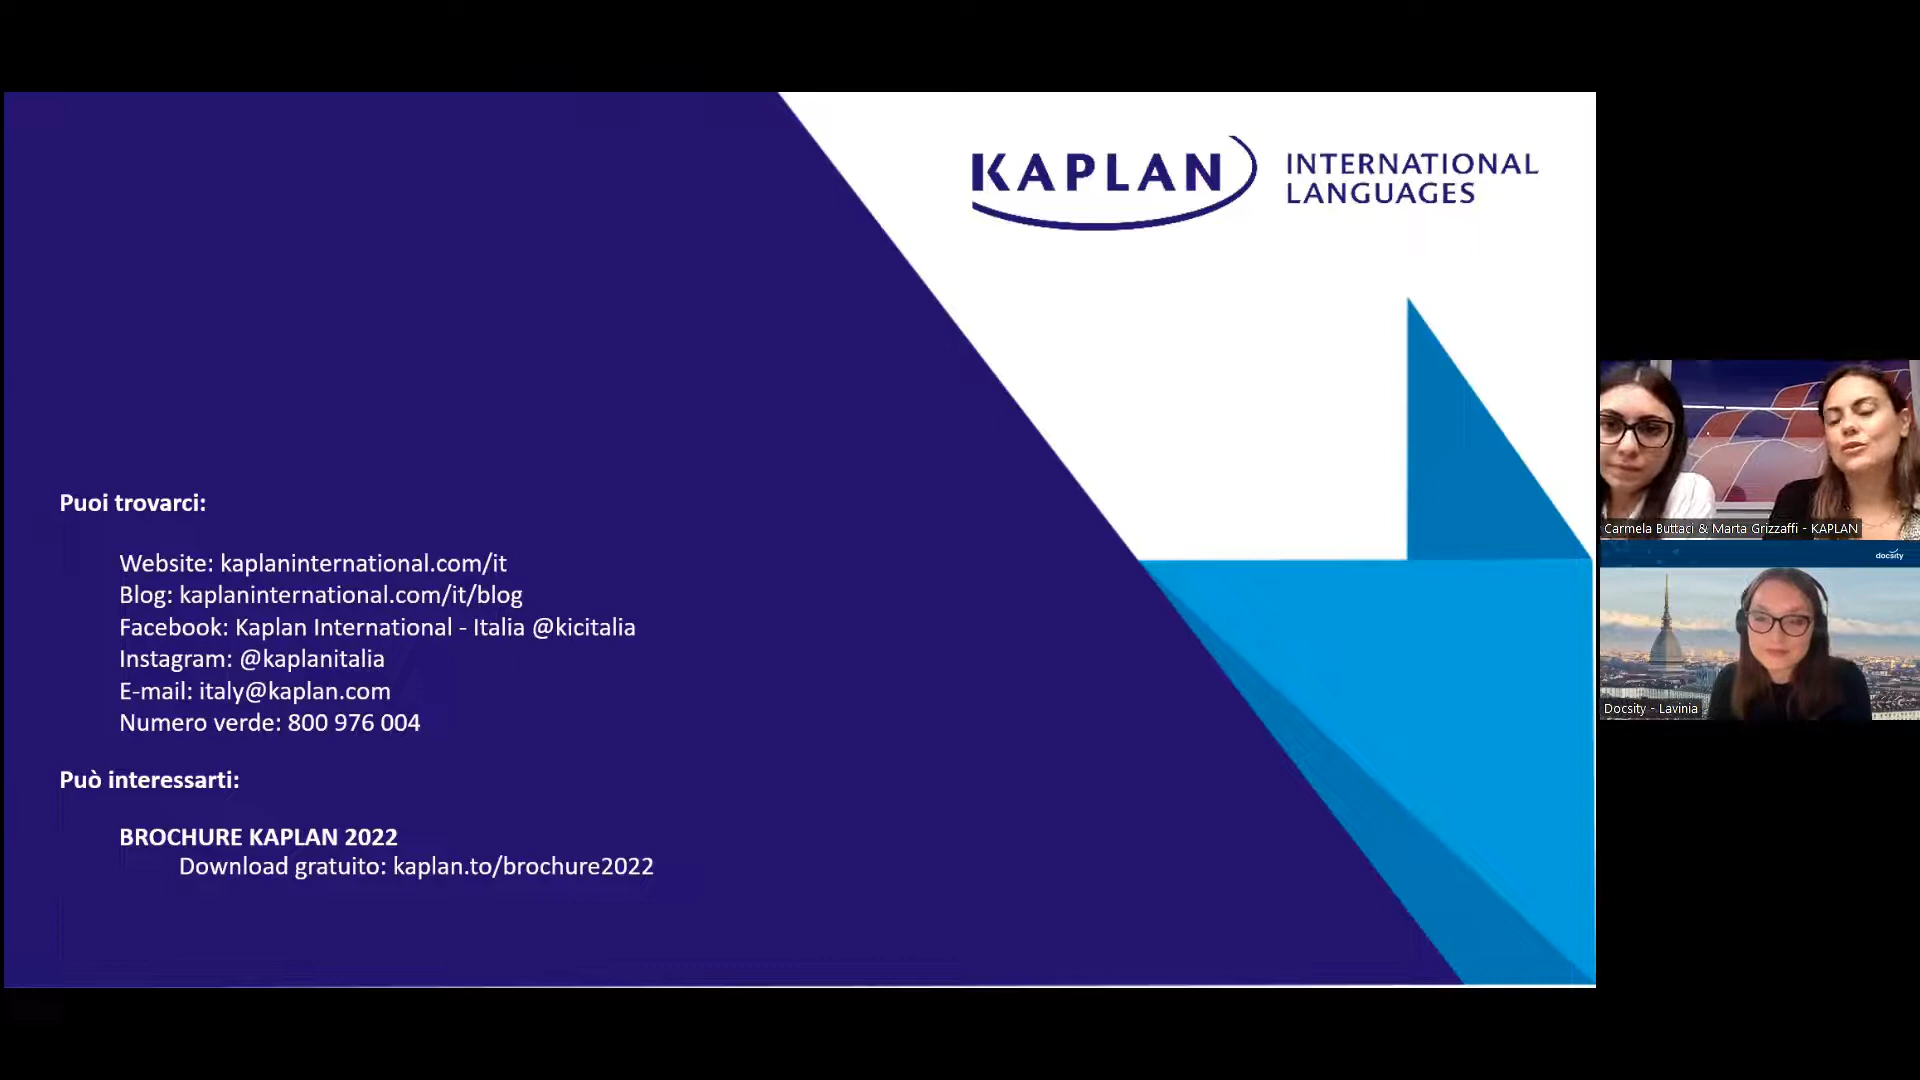 KAPLAN
INTERNATIONAL
LANGUAGES
Puoi trovarci:
Website: kaplaninternational.com/it
Blog: kaplaninternational.com/it/blog
Facebook: Kaplan International - Italia @kicitalia
Instagram: @kaplanitalia
E-mail: italy@kaplan.com
Numero verde: 800 976 004
Può interessarti:
BROCHURE KAPLAN 2022
Download gratuito: kaplan.to/brochure2022
Carmela Buttaci & Marta Grizzaffi - KAPLAN
docsity
Docsity - Lavinia